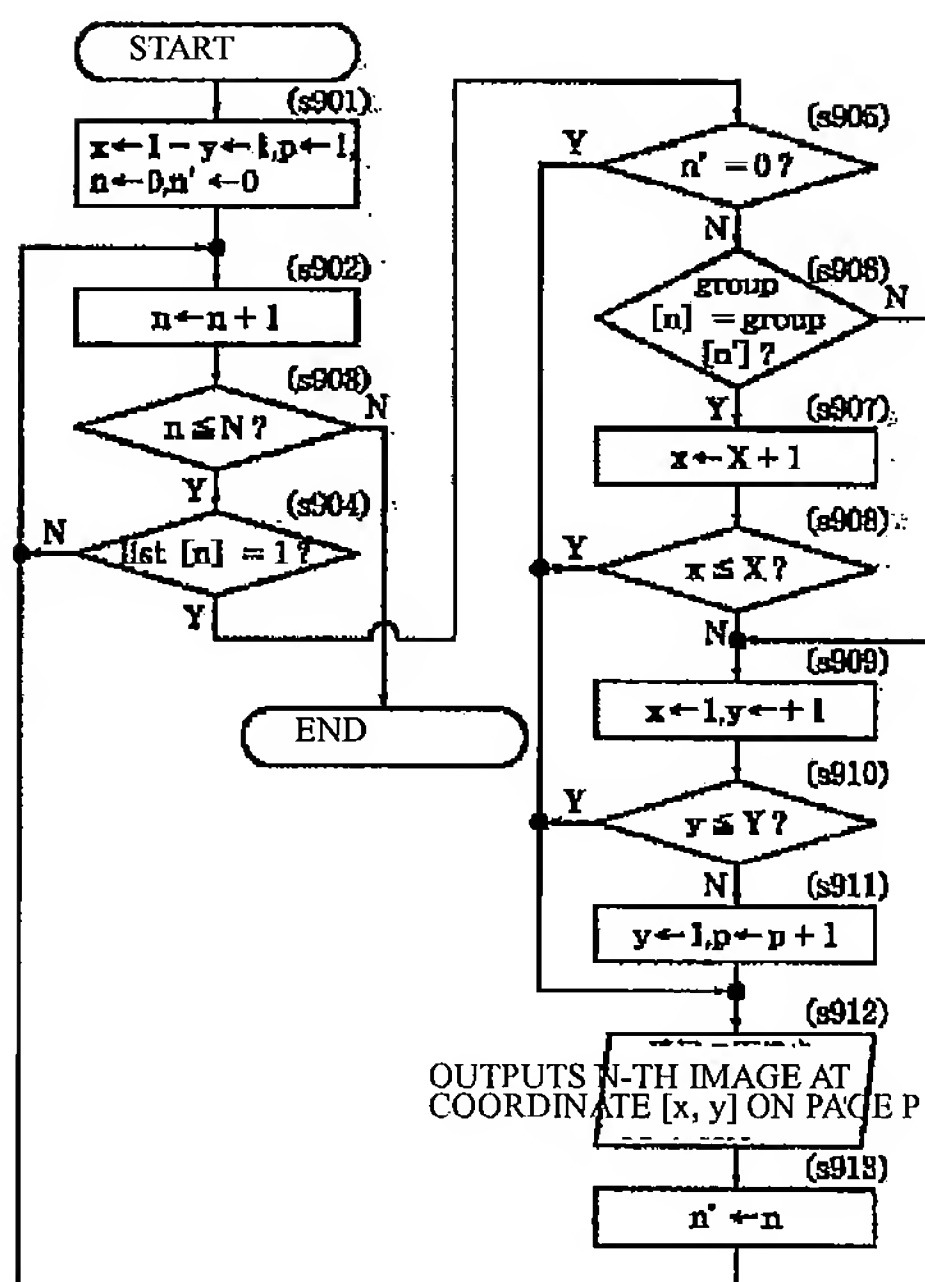 START
(s901)
x←1-y←1,p←1,
n←0,n'←0
(s902)
n←n+1
(s903)
n≦N?
N
Y
(s904)
list [n] =1?
N
Y
END
(s905)
n' =0?
Y
N
(s906)
group
[n] =group
[n']?
N
Y
(s907)
x←X+1
(s908)
x≦X?
Y
N
(s909)
x←1,y←+1
(s910)
y≦Y?
Y
N
(s911)
y←1,p←p+1
(s912)
OUTPUTS N-TH IMAGE AT
COORDINATE [x, y] ON PAGE P
(s913)
n'←n